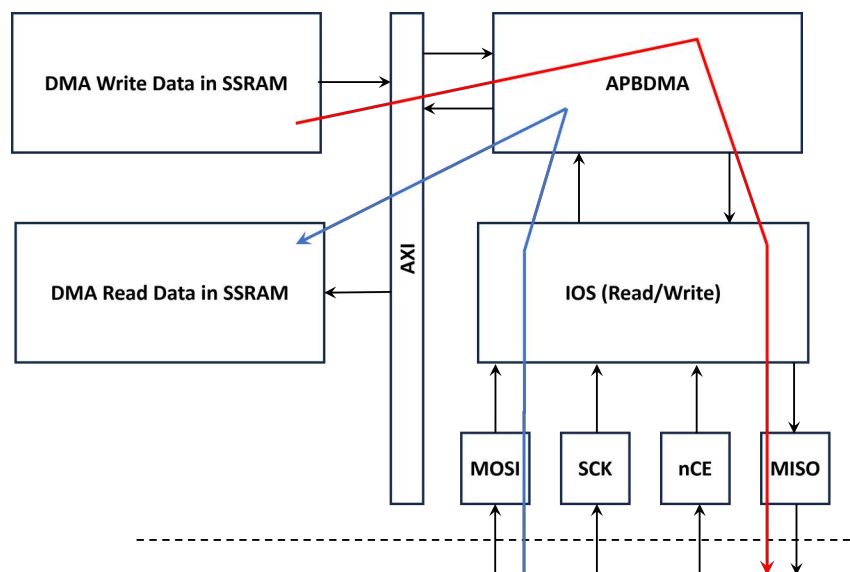 DMA Write Data in SSRAM
APBDMA
AXI
DMA Read Data in SSRAM
IOS (Read/Write)
MOSI
SCK
nCE
MISO